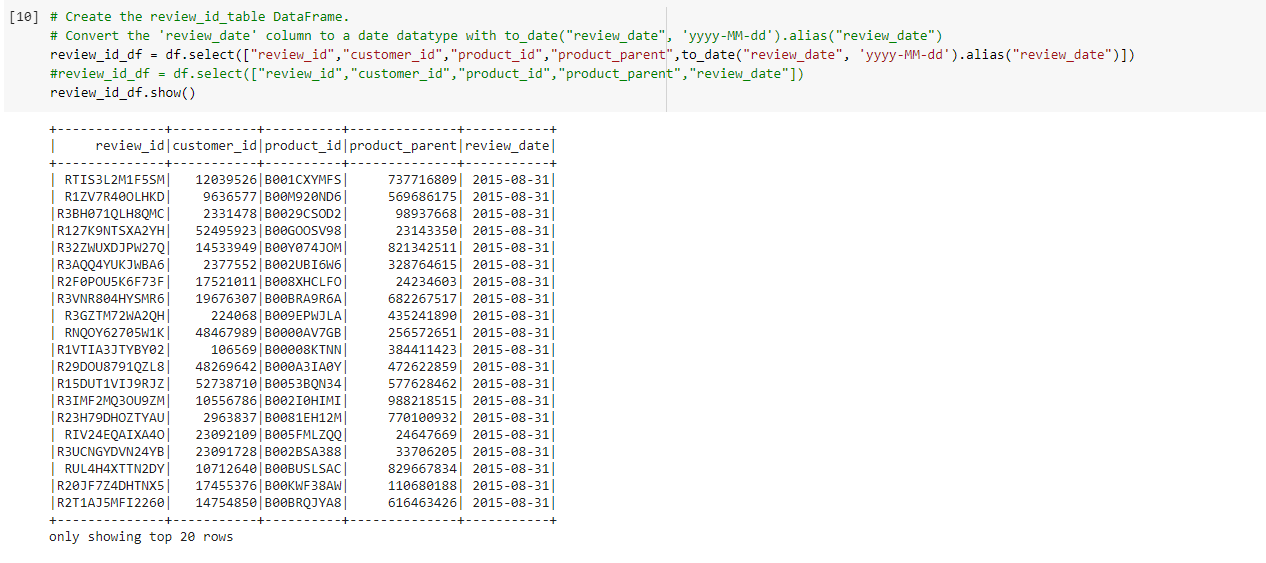 [10] # Create the review_id_table DataFrame.
# Convert the 'review_date' column to a date datatype with to_date("review_date", 'yyyy-MM-dd').alias("review_date")
review_id_df = df.select(["review_id","customer_id","product_id","product_parent",to_date("review_date", 'yyyy-MM-dd').alias("review_date")])
#review_id_df = df.select(["review_id","customer_id","product_id","product_parent","review_date"])
review_id_df.show()
+--------------+-----------+----------+--------------+-----------+
|     review_id|customer_id|product_id|product_parent|review_date|
+--------------+-----------+----------+--------------+-----------+
| RTIS3L2M1F5SM|   12039526|B001CXYMFS|     737716809| 2015-08-31|
| R1ZV7R40OLHKD|    9636577|B00M920ND6|     569686175| 2015-08-31|
|R3BH071QLH8QMC|    2331478|B0029CSOD2|      98937668| 2015-08-31|
|R127K9NTSXA2YH|   52495923|B00GOOSV98|      23143350| 2015-08-31|
|R32ZWUXDJPW27Q|   14533949|B00Y074JOM|     821342511| 2015-08-31|
|R3AQQ4YUKJWBA6|    2377552|B002UBI6W6|     328764615| 2015-08-31|
|R2F0POU5K6F73F|   17521011|B008XHCLFO|      24234603| 2015-08-31|
|R3VNR804HYSMR6|   19676307|B00BRA9R6A|     682267517| 2015-08-31|
| R3GZTM72WA2QH|     224068|B009EPWJLA|     435241890| 2015-08-31|
| RNQOY62705W1K|   48467989|B0000AV7GB|     256572651| 2015-08-31|
|R1VTIA3JTYBY02|     106569|B00008KTNN|     384411423| 2015-08-31|
|R29DOU8791QZL8|   48269642|B000A3IA0Y|     472622859| 2015-08-31|
|R15DUT1VIJ9RJZ|   52738710|B0053BQN34|     577628462| 2015-08-31|
|R3IMF2MQ3OU9ZM|   10556786|B002I0HIMI|     988218515| 2015-08-31|
|R23H79DHOZTYAU|    2963837|B0081EH12M|     770100932| 2015-08-31|
| RIV24EQAIXA4O|   23092109|B005FMLZQQ|      24647669| 2015-08-31|
|R3UCNGYDVN24YB|   23091728|B002BSA388|      33706205| 2015-08-31|
| RUL4H4XTTN2DY|   10712640|B00BUSLSAC|     829667834| 2015-08-31|
|R20JF7Z4DHTNX5|   17455376|B00KWF38AW|     110680188| 2015-08-31|
|R2T1AJ5MFI2260|   14754850|B00BRQJYA8|     616463426| 2015-08-31|
+--------------+-----------+----------+--------------+-----------+
only showing top 20 rows